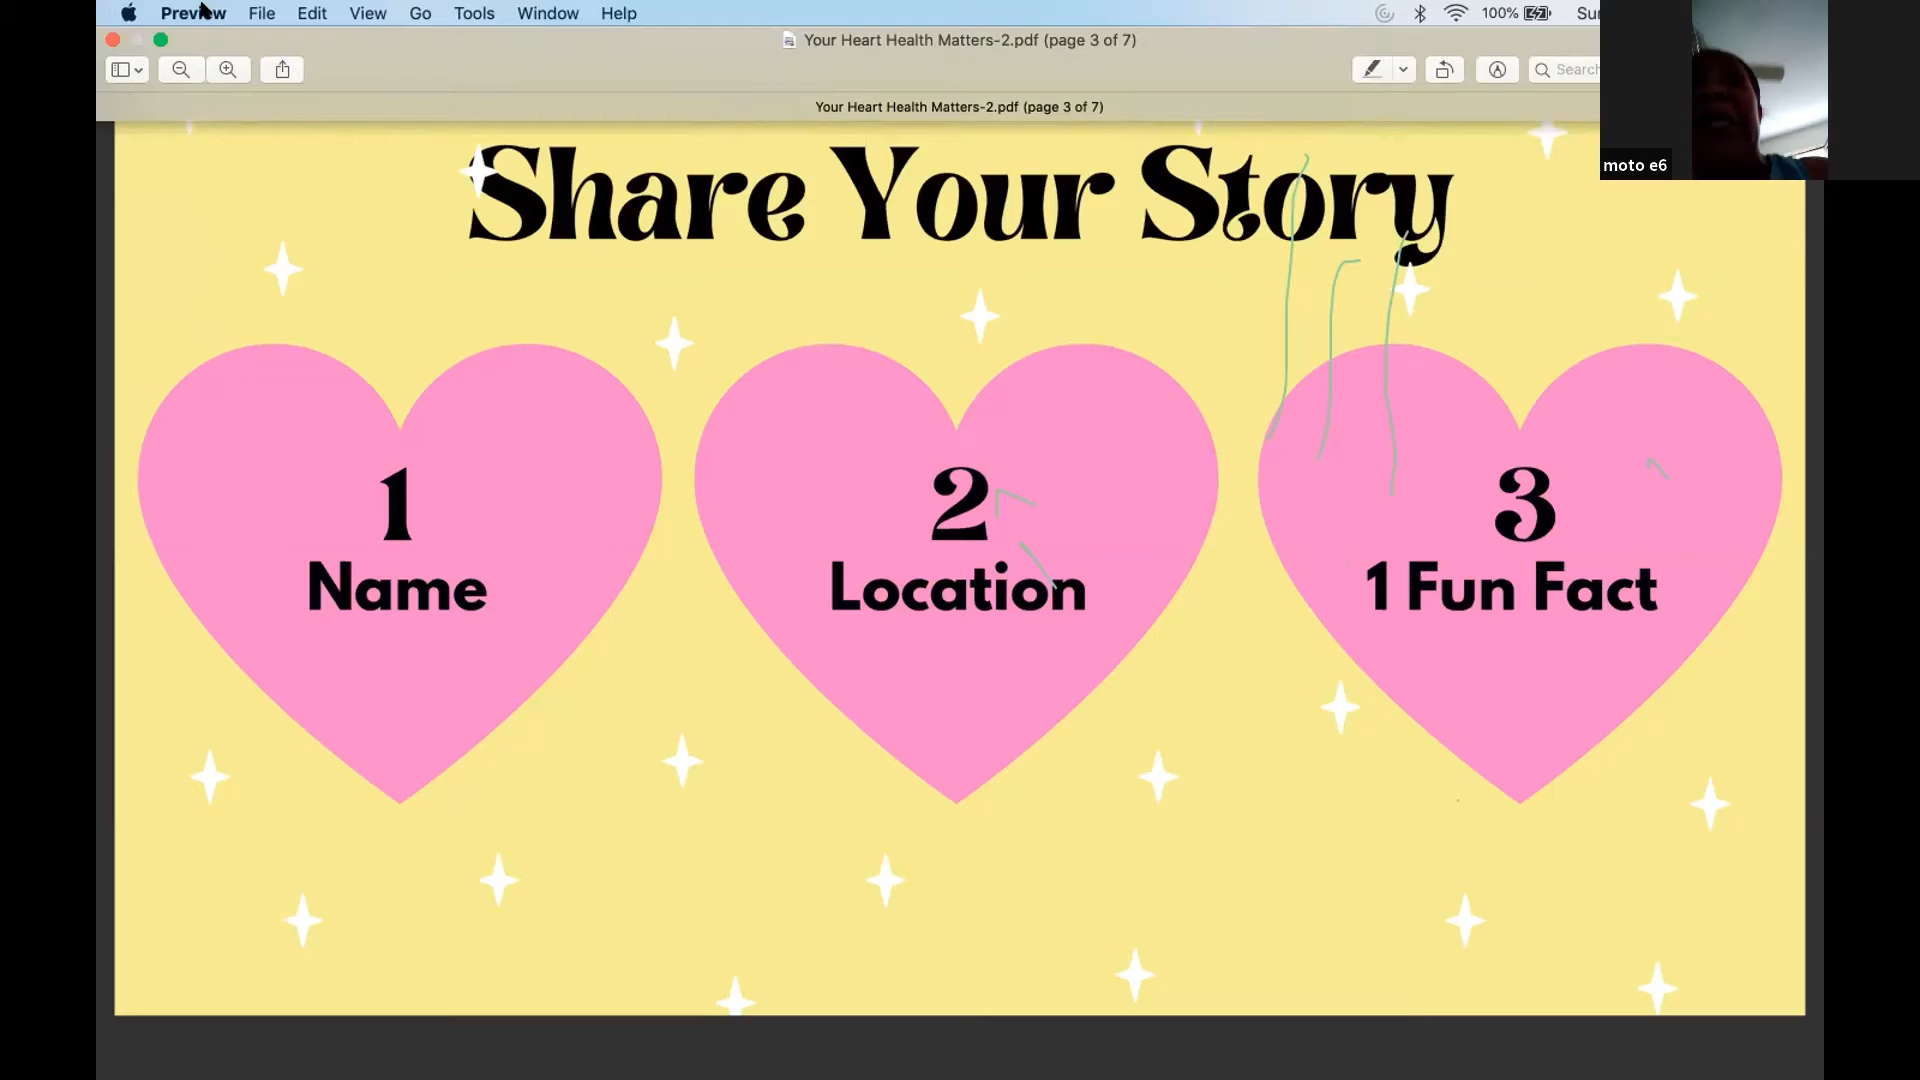 Preview File Edit View Go Tools Window Help 100% Sun
Your Heart Health Matters-2.pdf (page 3 of 7)
Search
Your Heart Health Matters-2.pdf (page 3 of 7)
moto e6
Share Your Story
1
Name
2
Location
3
1 Fun Fact